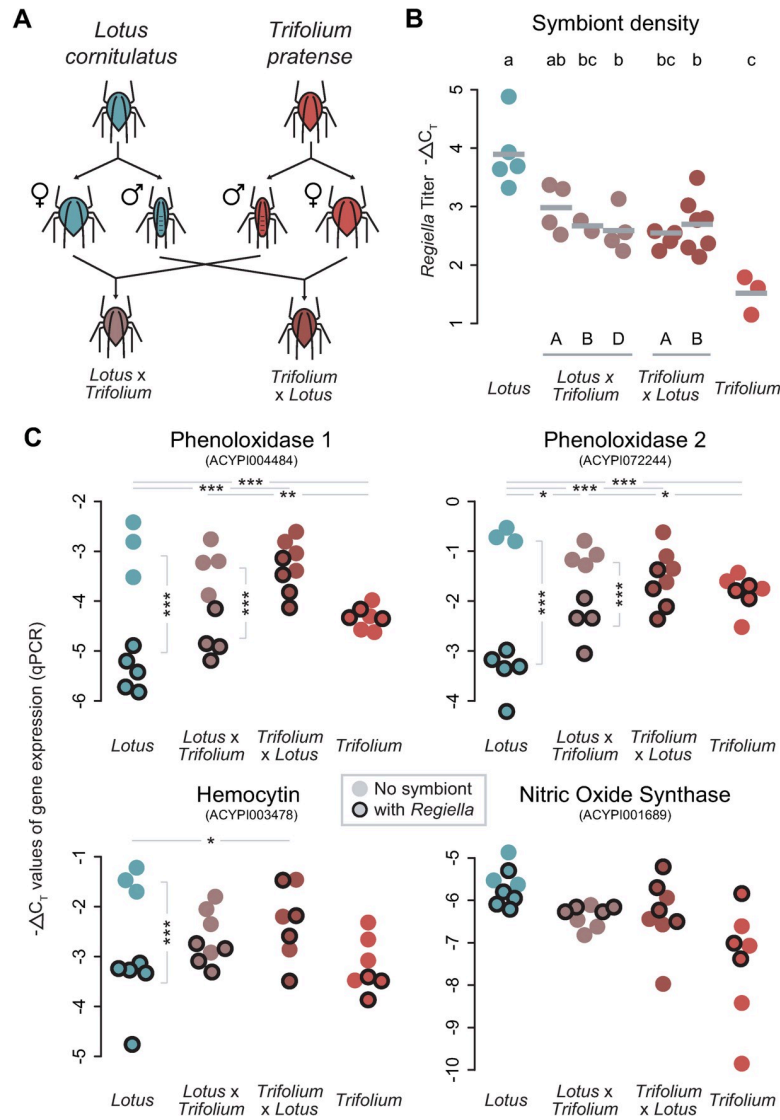 A
Lotus
cornitulatus
Trifolium
pratense
♀
♂
♂
♀
Lotus x
Trifolium
Trifolium
x Lotus
B
Symbiont density
a ab bc b bc b c
Regiella Titer -ΔCT
5
4
3
2
1
A B D A B
Lotus
Lotus x
Trifolium
Trifolium
x Lotus
Trifolium
C
-ΔCT values of gene expression (qPCR)
Phenoloxidase 1
(ACYPI004484)
***
***
**
-2
-3
-4
-5
-6
***
***
Lotus
Lotus x
Trifolium
Trifolium
x Lotus
Trifolium
Phenoloxidase 2
(ACYPI072244)
***
***
* *
0
-1
-2
-3
-4
***
***
Lotus
Lotus x
Trifolium
Trifolium
x Lotus
Trifolium
No symbiont
with Regiella
Hemocytin
(ACYPI003478)
*
-1
-2
-3
-4
-5
***
Lotus
Lotus x
Trifolium
Trifolium
x Lotus
Trifolium
Nitric Oxide Synthase
(ACYPI001689)
-5
-6
-7
-8
-9
-10
Lotus
Lotus x
Trifolium
Trifolium
x Lotus
Trifolium